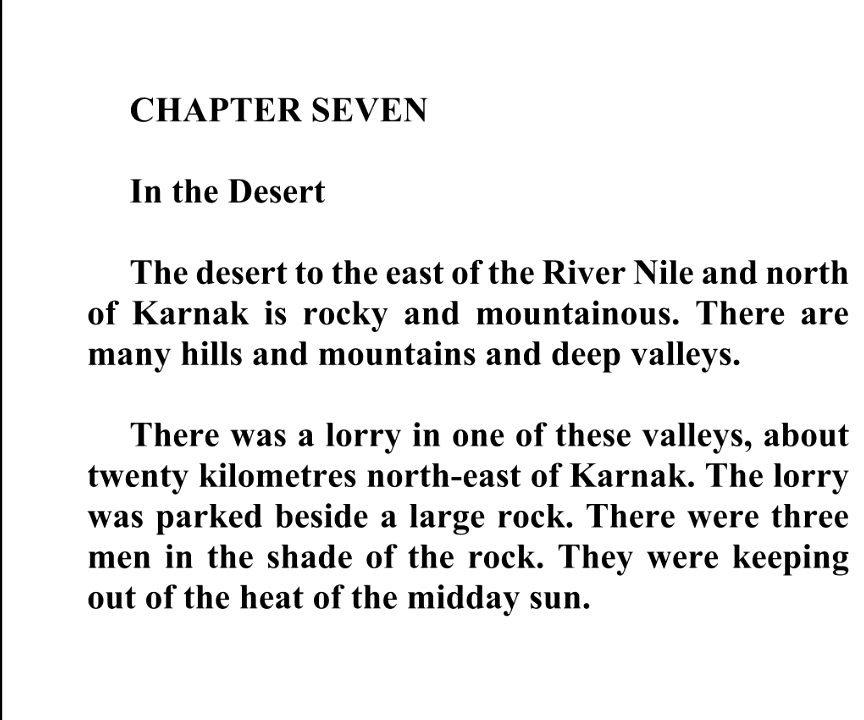 CHAPTER SEVEN
In the Desert
The desert to the east of the River Nile and north
of Karnak is rocky and mountainous. There are
many hills and mountains and deep valleys.
There was a lorry in one of these valleys, about
twenty kilometres north-east of Karnak. The lorry
was parked beside a large rock. There were three
men in the shade of the rock. They were keeping
out of the heat of the midday sun.